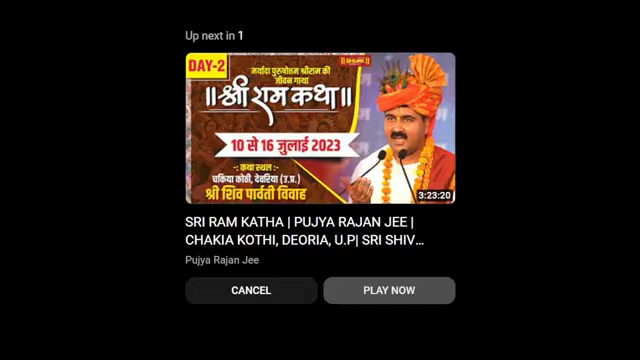 Up next in 1
DAY-2
मर्यादा पुरुषोत्तम श्रीराम की
जीवन गाथा
॥श्री राम कथा॥
10 से 16 जुलाई 2023
-: कथा स्थल :-
चकिया कोठी, देवरिया (उ.प्र.)
श्री शिव पार्वती विवाह
3:23:20
SRI RAM KATHA | PUJYA RAJAN JEE |
CHAKIA KOTHI, DEORIA, U.P| SRI SHIV…
Pujya Rajan Jee
CANCEL
PLAY NOW